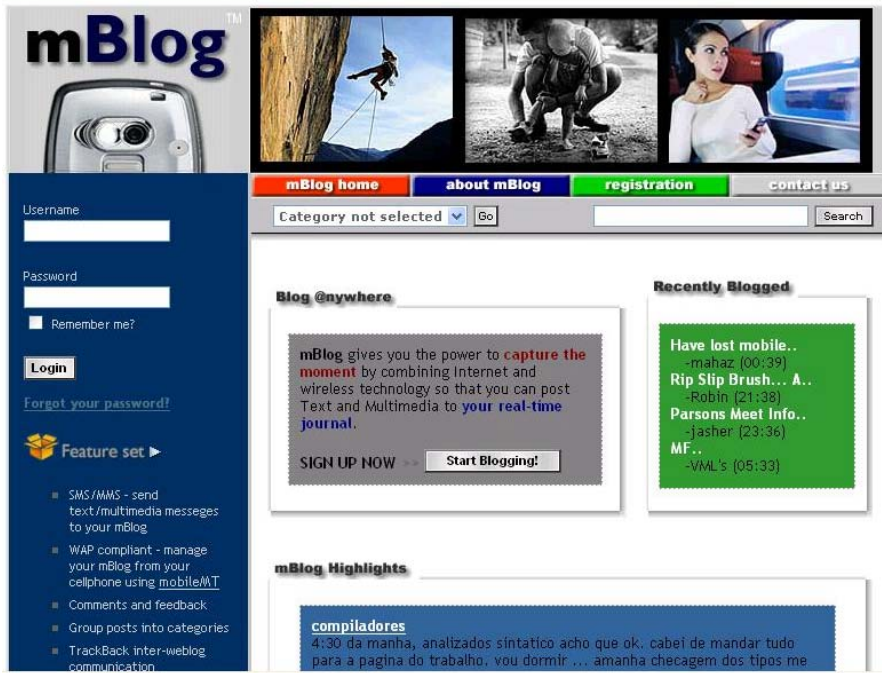 mBlog™
mBlog home
about mBlog
registration
contact us
Category not selected
Go
Search
Username
Password
Remember me?
Login
Forgot your password?
Feature set
SMS/MMS - send
text/multimedia messeges
to your mBlog
WAP compliant - manage
your mBlog from your
cellphone using mobileMT
Comments and feedback
Group posts into categories
TrackBack inter-weblog
communication
Blog @nywhere
mBlog gives you the power to capture the
moment by combining Internet and
wireless technology so that you can post
Text and Multimedia to your real-time
journal.
SIGN UP NOW >> Start Blogging!
Recently Blogged
Have lost mobile..
-mahaz (00:39)
Rip Slip Brush... A..
-Robin (21:38)
Parsons Meet Info..
-jasher (23:36)
MF..
-VML's (05:33)
mBlog Highlights
compiladores
4:30 da manha, analizados sintatico acho que ok. cabei de mandar tudo
para a pagina do trabalho. vou dormir ... amanha checagem dos tipos me